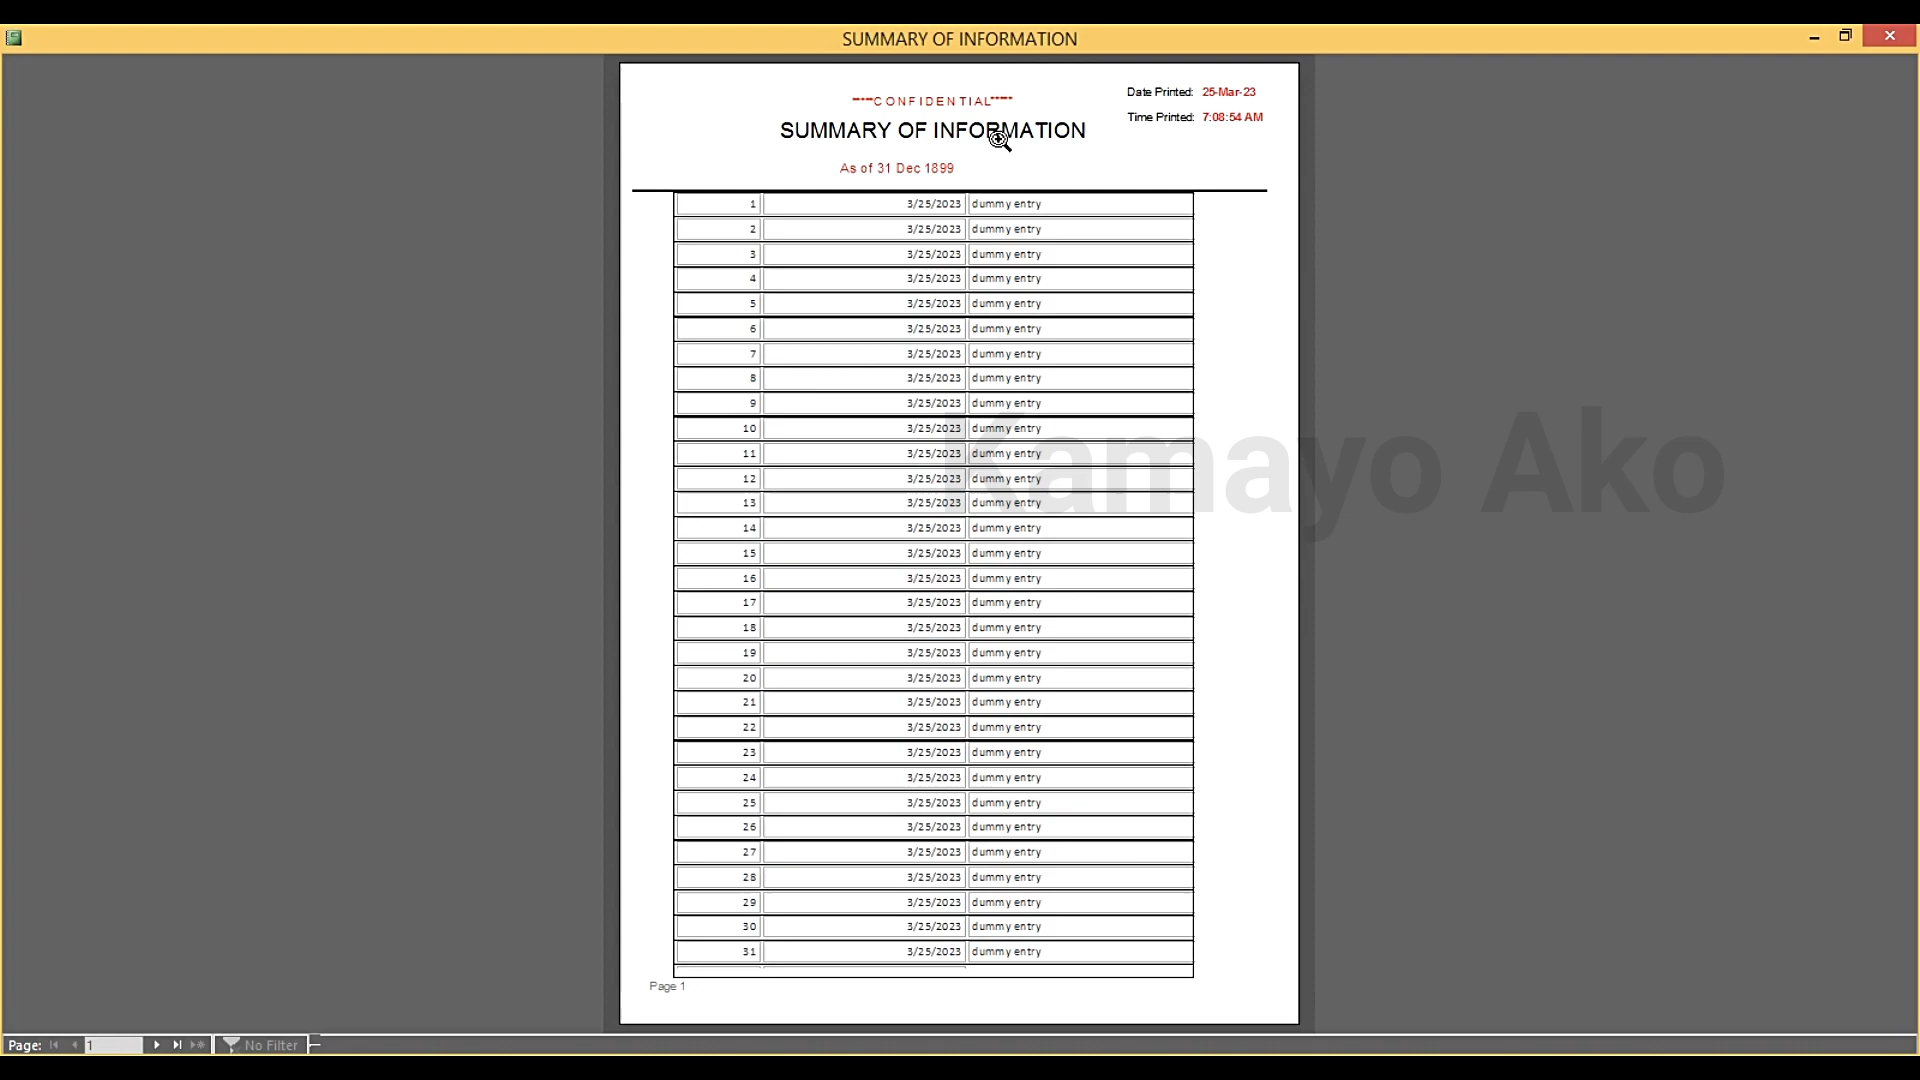 SUMMARY OF INFORMATION
Date Printed: 25-Mar-23
*****CONFIDENTIAL*****
Time Printed: 7:08:54 AM
SUMMARY OF INFORMATION
As of 31 Dec 1899
1 3/25/2023 dummy entry
2 3/25/2023 dummy entry
3 3/25/2023 dummy entry
4 3/25/2023 dummy entry
5 3/25/2023 dummy entry
6 3/25/2023 dummy entry
7 3/25/2023 dummy entry
8 3/25/2023 dummy entry
9 3/25/2023 dummy entry
10 3/25/2023 dummy entry
11 3/25/2023 dummy entry
12 3/25/2023 dummy entry
Kamayo Ako
13 3/25/2023 dummy entry
14 3/25/2023 dummy entry
15 3/25/2023 dummy entry
16 3/25/2023 dummy entry
17 3/25/2023 dummy entry
18 3/25/2023 dummy entry
19 3/25/2023 dummy entry
20 3/25/2023 dummy entry
21 3/25/2023 dummy entry
22 3/25/2023 dummy entry
23 3/25/2023 dummy entry
24 3/25/2023 dummy entry
25 3/25/2023 dummy entry
26 3/25/2023 dummy entry
27 3/25/2023 dummy entry
28 3/25/2023 dummy entry
29 3/25/2023 dummy entry
30 3/25/2023 dummy entry
31 3/25/2023 dummy entry
Page 1
Page: 1 No Filter